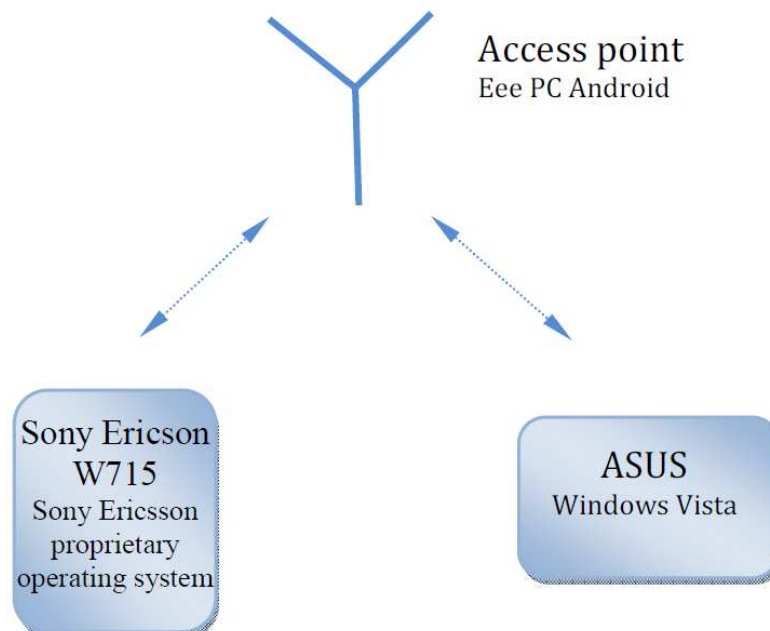 Access point
Eee PC Android
Sony Ericson
W715
Sony Ericsson
proprietary
operating system
ASUS
Windows Vista